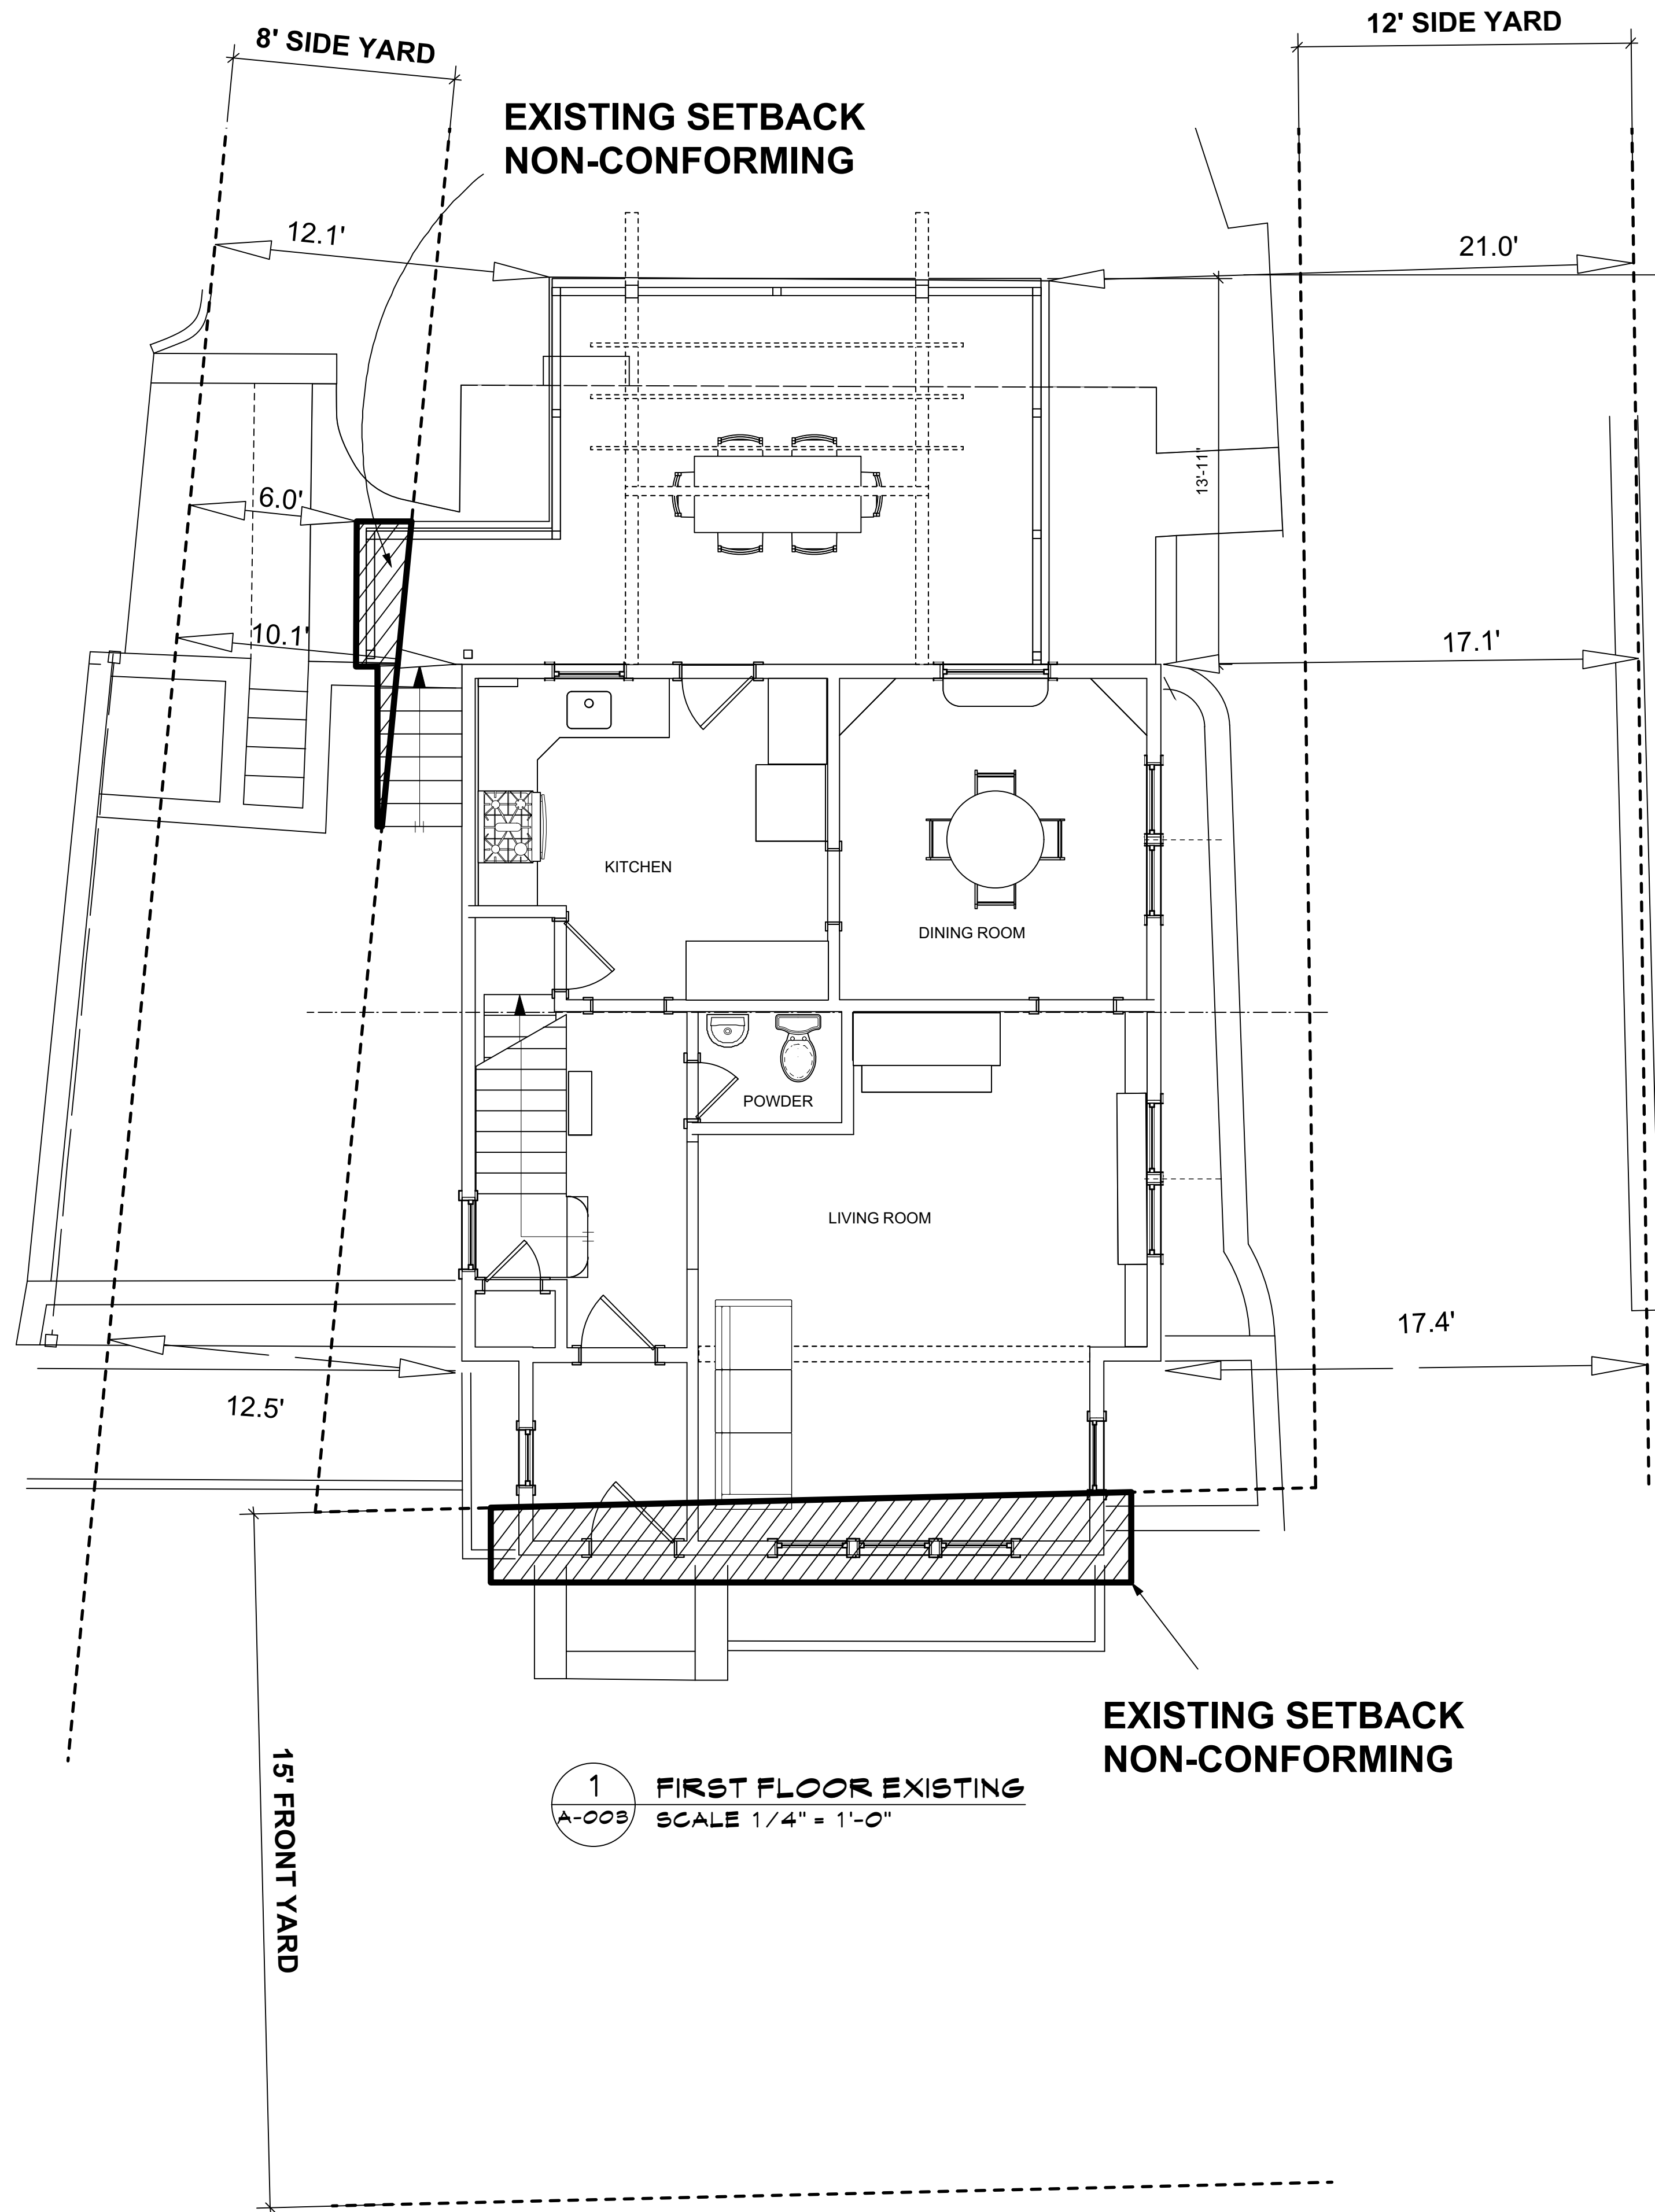 8' SIDE YARD
12' SIDE YARD
EXISTING SETBACK
NON-CONFORMING
12.1'
21.0'
13'-11"
6.0'
10.1'
17.1'
KITCHEN
DINING ROOM
POWDER
LIVING ROOM
17.4'
12.5'
EXISTING SETBACK
NON-CONFORMING
15' FRONT YARD
1
A-003
FIRST FLOOR EXISTING
SCALE 1/4" = 1'-0"